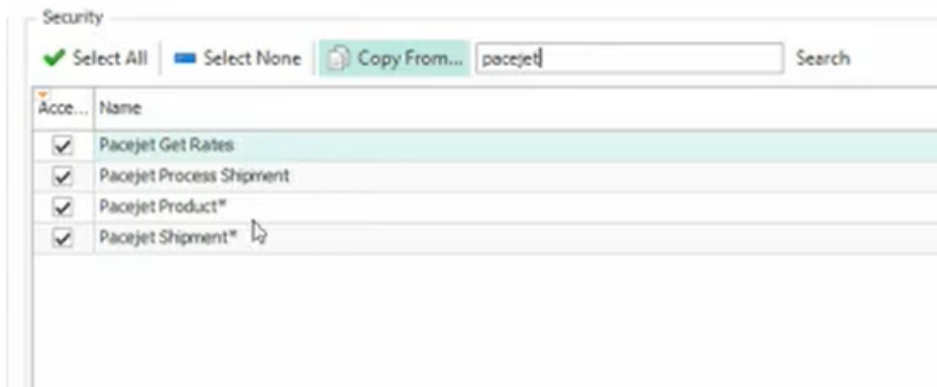 Security
Select All Select None Copy From... pacejet Search
Acce... Name
Pacejet Get Rates
Pacejet Process Shipment
Pacejet Product*
Pacejet Shipment*